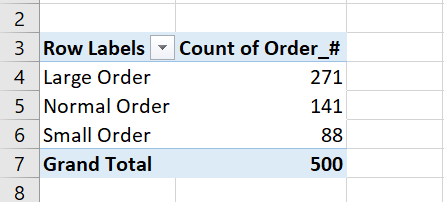 2
3 Row Labels Count of Order_#
4 Large Order 271
5 Normal Order 141
6 Small Order 88
7 Grand Total 500
8